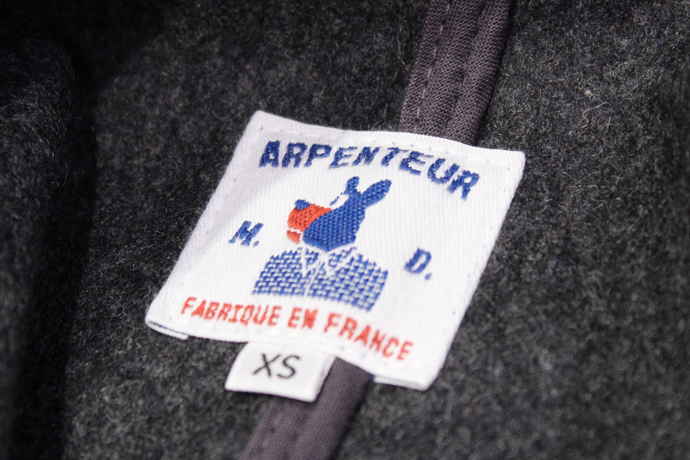 ARPENTEUR
M. D.
FABRIQUE EN FRANCE
XS